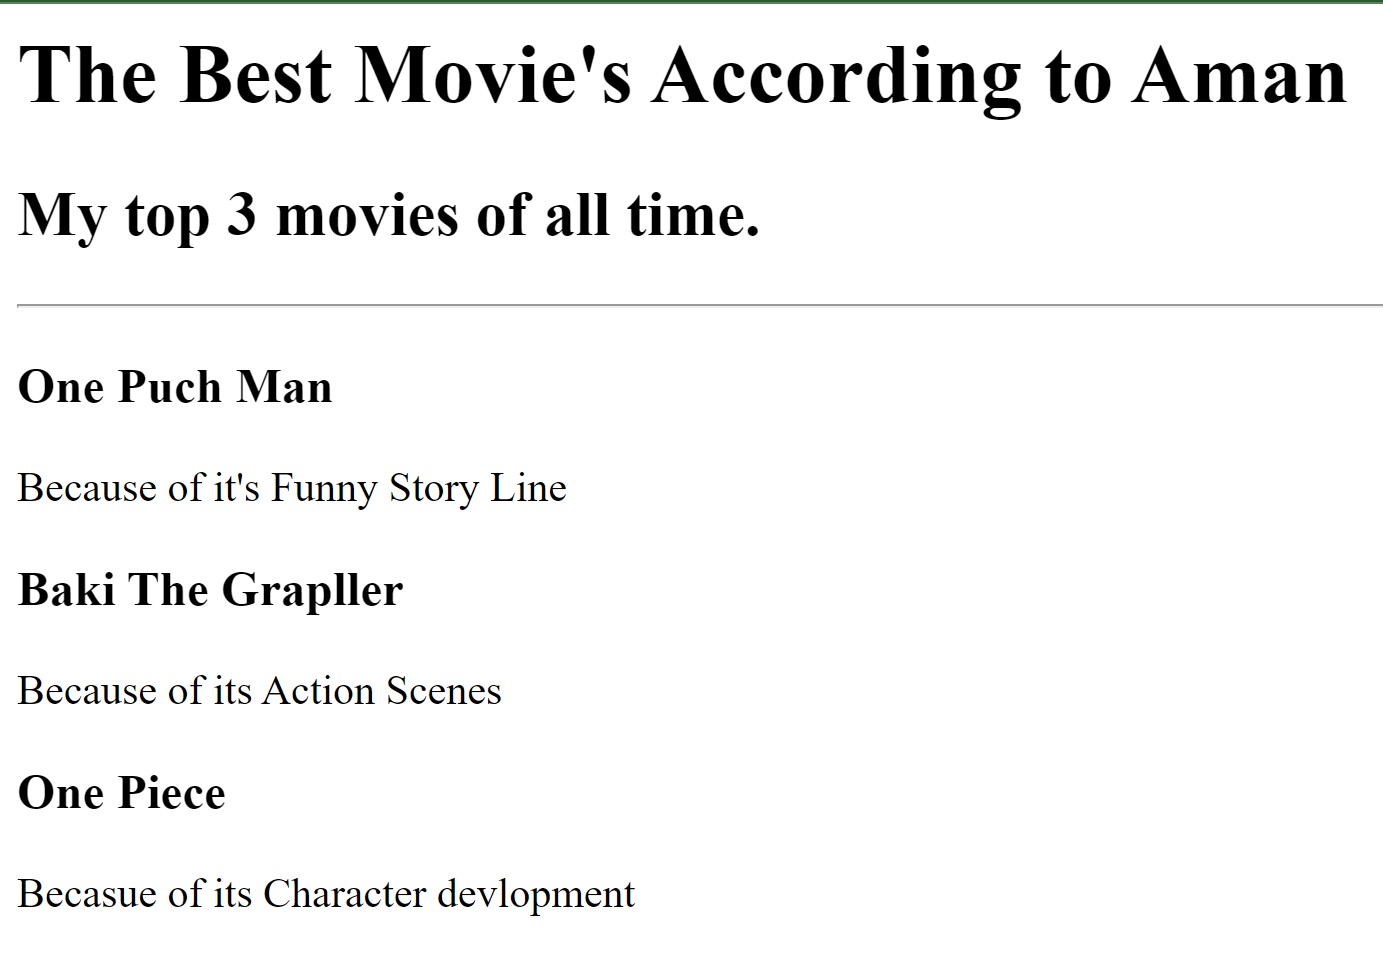 The Best Movie's According to Aman
My top 3 movies of all time.
One Puch Man
Because of it's Funny Story Line
Baki The Grapller
Because of its Action Scenes
One Piece
Becasue of its Character devlopment